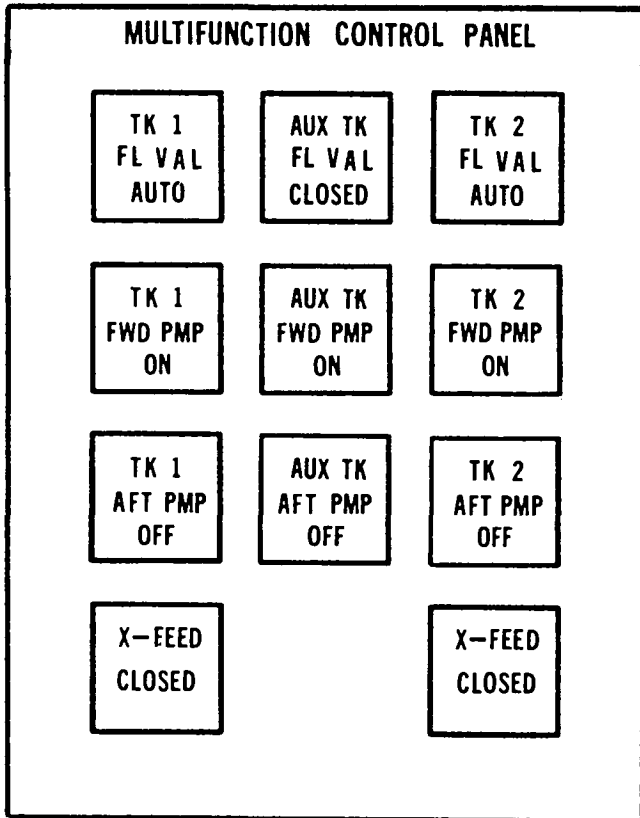 MULTIFUNCTION CONTROL PANEL
TK 1
FL VAL
AUTO
AUX TK
FL VAL
CLOSED
TK 2
FL VAL
AUTO
TK 1
FWD PMP
ON
AUX TK
FWD PMP
ON
TK 2
FWD PMP
ON
TK 1
AFT PMP
OFF
AUX TK
AFT PMP
OFF
TK 2
AFT PMP
OFF
X-FEED
CLOSED
X-FEED
CLOSED